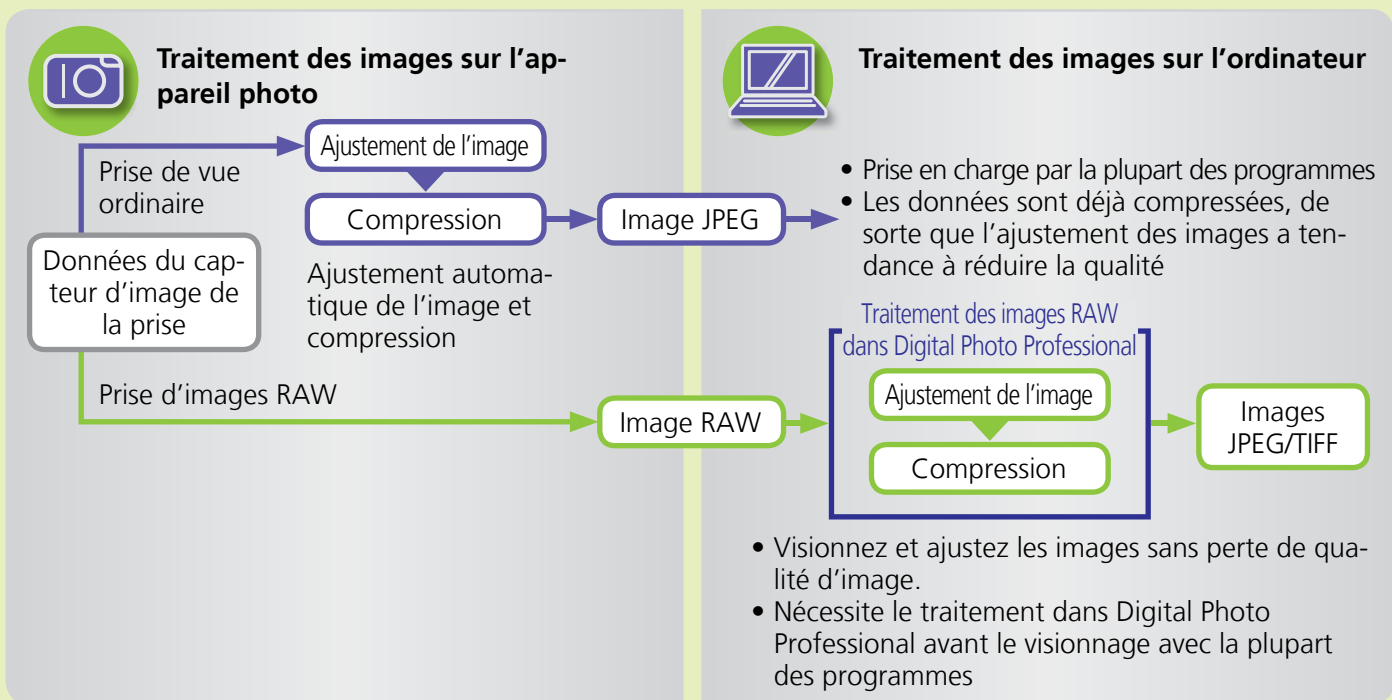 Traitement des images sur l'ap-
pareil photo
Prise de vue
ordinaire
Ajustement de l'image
Compression
Image JPEG
Données du cap-
teur d'image de
la prise
Ajustement automa-
tique de l'image et
compression
Prise d'images RAW
Image RAW
Traitement des images sur l'ordinateur
• Prise en charge par la plupart des programmes
• Les données sont déjà compressées, de
sorte que l'ajustement des images a ten-
dance à réduire la qualité
Traitement des images RAW
dans Digital Photo Professional
Ajustement de l'image
Compression
Images
JPEG/TIFF
• Visionnez et ajustez les images sans perte de qua-
lité d'image.
• Nécessite le traitement dans Digital Photo
Professional avant le visionnage avec la plupart
des programmes